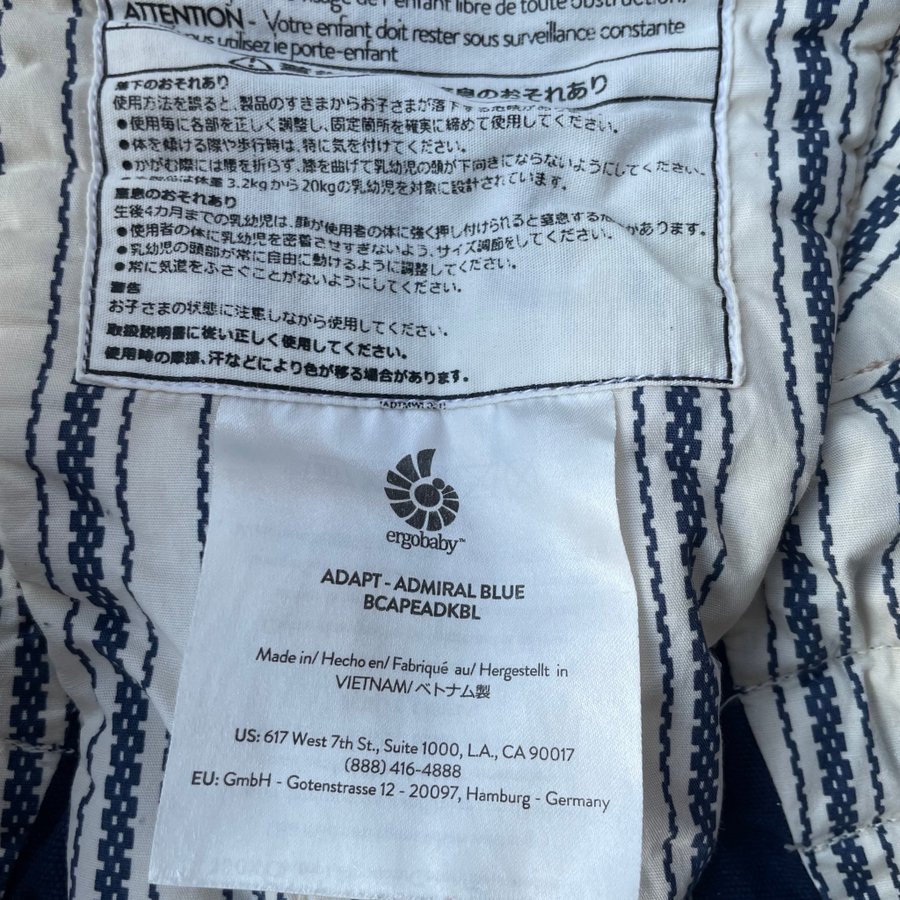 de l'enfant libre de toute obstruction.
ATTENTION - Votre enfant doit rester sous surveillance constante
utilisez le porte-enfant
窒息のおそれあり
落下のおそれあり
使用方法を誤ると、製品のすきまからお子さまが落下する危険があ
●使用毎に各部を正しく調整し、固定箇所を確実に締めて使用してください。
●体を傾ける際や歩行時は、特に気を付けてください。
●かがむ際には腰を折らず、膝を曲げて乳幼児の頭が下向きにならないようにしてください。
は体重 3.2kgから 20kgの乳幼児を対象に設計されています。
窒息のおそれあり
生後4カ月までの乳幼児は、顔が使用者の体に強く押し付けられると窒息する があります。
●使用者の体に乳幼児を密着させすぎないよう、サイズ調節をしてください。
●乳幼児の頭部が常に自由に動けるように調整してください。
●常に気道をふさぐことがないようにしてください。
警告
お子さまの状態に注意しながら使用してください。
取扱説明書に従い正しく使用してください。
使用時の摩擦、汗などにより色が移る場合があります。
ergobaby™
ADAPT - ADMIRAL BLUE
BCAPEADKBL
Made in/ Hecho en/ Fabriqué au/ Hergestellt in
VIETNAM/ベトナム製
US: 617 West 7th St., Suite 1000, L.A., CA 90017
(888) 416-4888
EU: GmbH - Gotenstrasse 12 - 20097, Hamburg - Germany